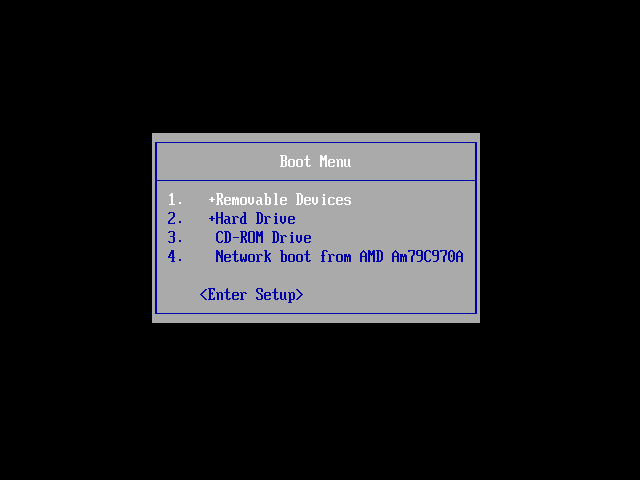 Boot Menu
1. +Removable Devices
2. +Hard Drive
3. CD-ROM Drive
4. Network boot from AMD Am79C970A
<Enter Setup>